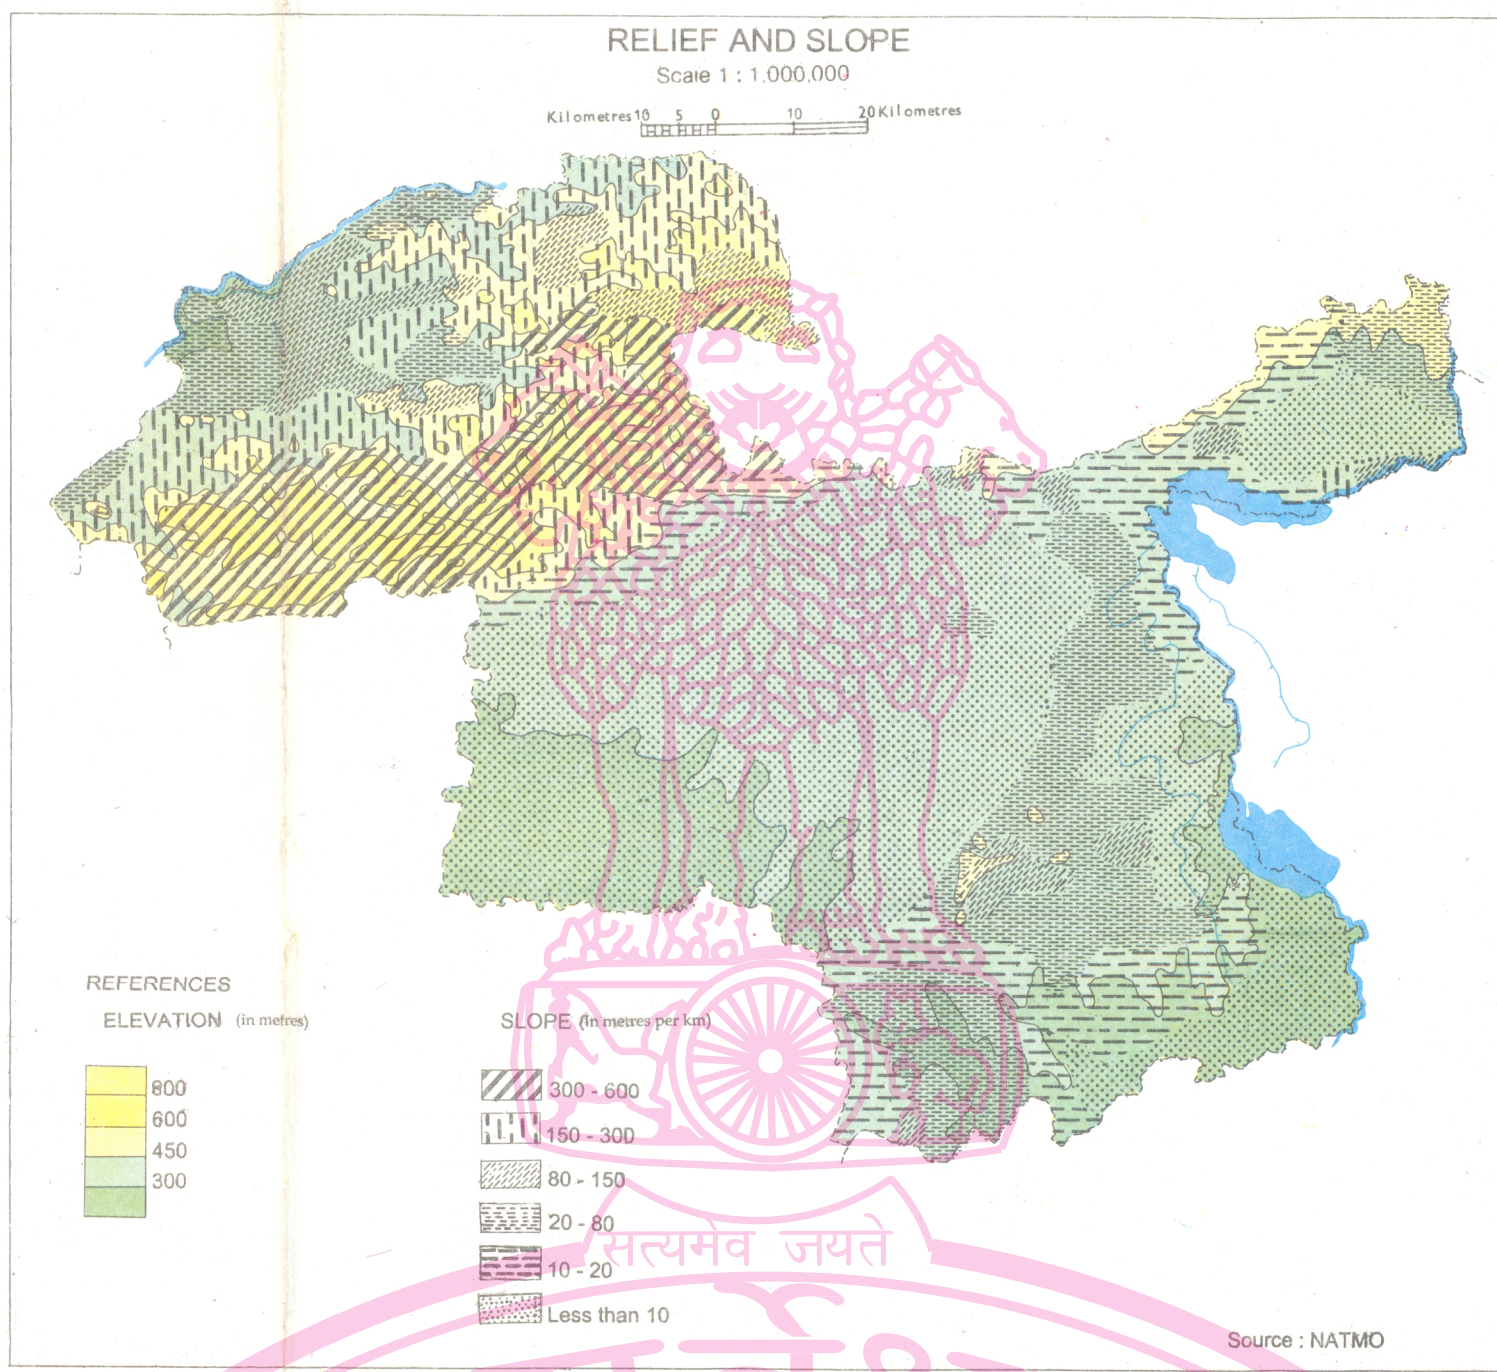 RELIEF AND SLOPE
Scale 1 : 1,000,000
Kilometres 10 5 0 10 20 Kilometres
REFERENCES
ELEVATION (in metres)
800
600
450
300
SLOPE (in metres per km)
300 - 600
150 - 300
80 - 150
20 - 80
10 - 20
Less than 10
सत्यमेव जयते
Source : NATMO